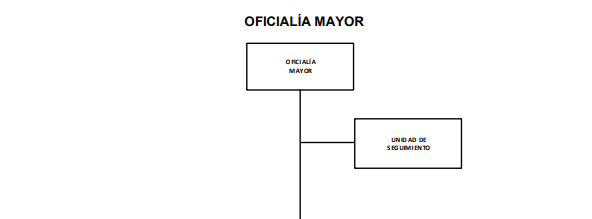 OFICIALÍA MAYOR
OFICIALÍA
MAYOR
UNIDAD DE
SEGUIMIENTO